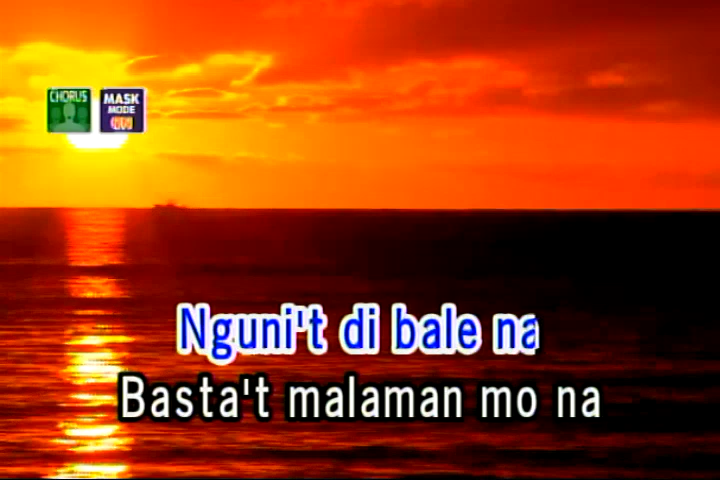 CHORUS
MASK
MODE
Nguni't di bale na
Basta't malaman mo na